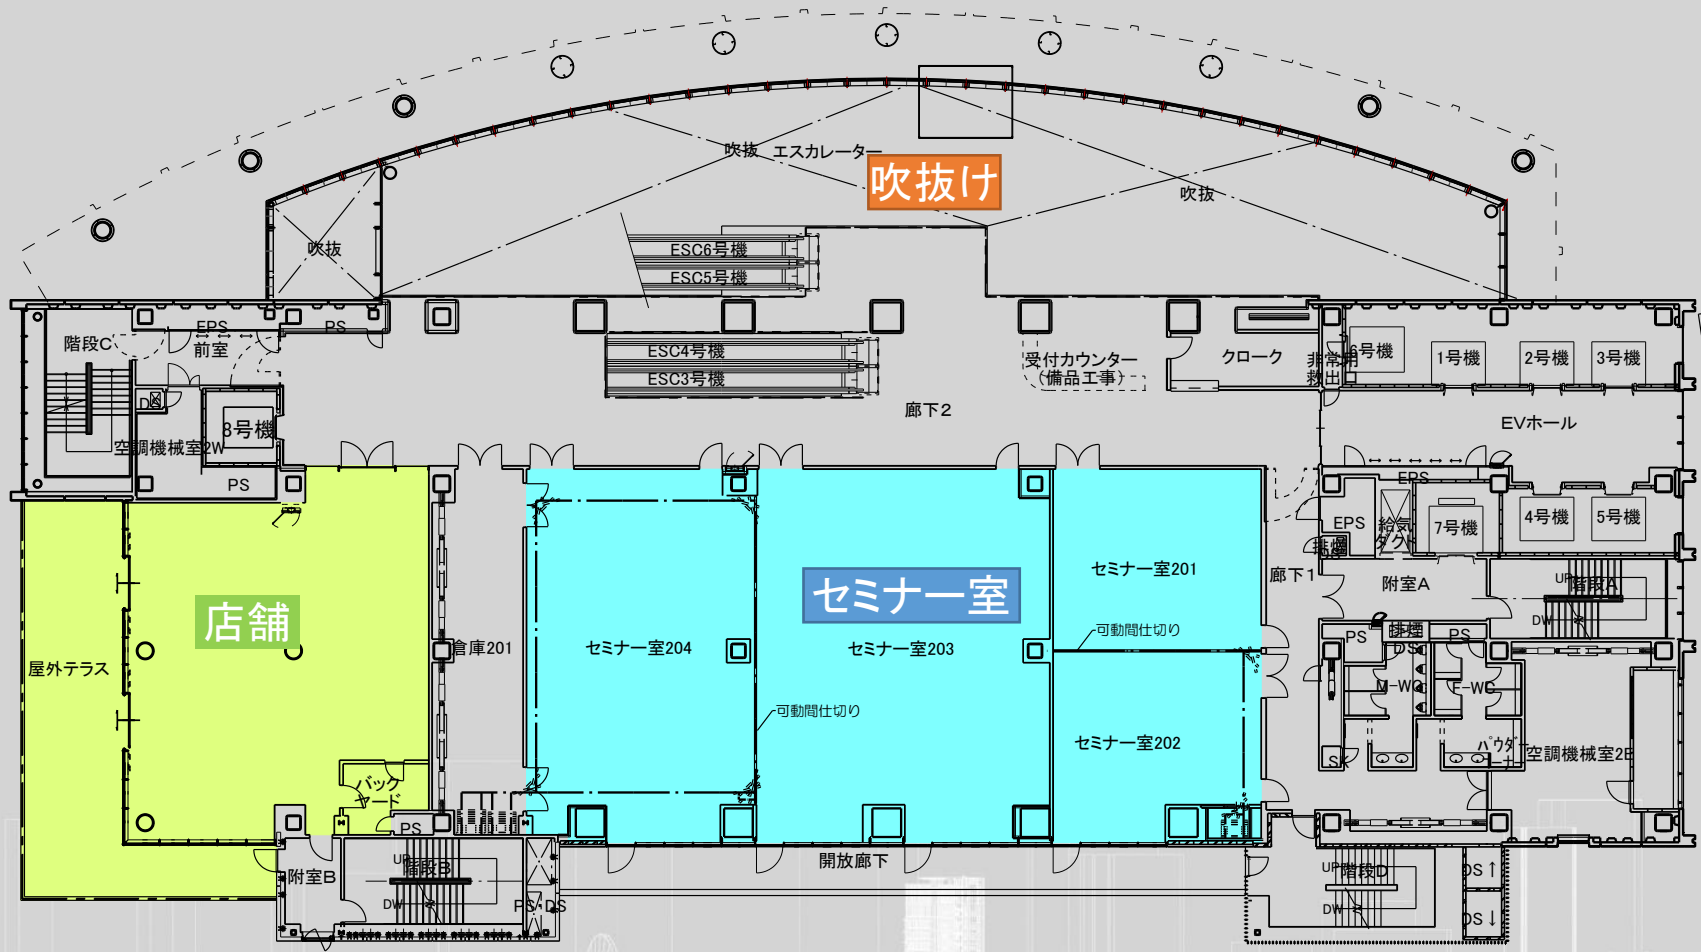 吹抜 エスカレーター
吹抜け
吹抜
吹抜
ESC6号機
ESC5号機
EPS
PS
階段C
前室
ESC4号機
ESC3号機
受付カウンター
(備品工事)
クローク
非常用
救出口
6号機
1号機
2号機
3号機
DS
8号機
空調機械室2W
PS
廊下2
EVホール
EPS
EPS
給気
ダクト
7号機
4号機
5号機
排煙
廊下1
附室A
UP
階段A
DW
セミナー室201
セミナー室
店舗
可動間仕切り
PS
排煙
DS
PS
屋外テラス
倉庫201
セミナー室204
セミナー室203
M-WC
F-WC
可動間仕切り
セミナー室202
SK
パウダー
コーナー
空調機械室2E
バック
ヤード
PS
開放廊下
附室B
UP
階段B
DW
PS・DS
UP
階段D
DW
DS↑
DS↓